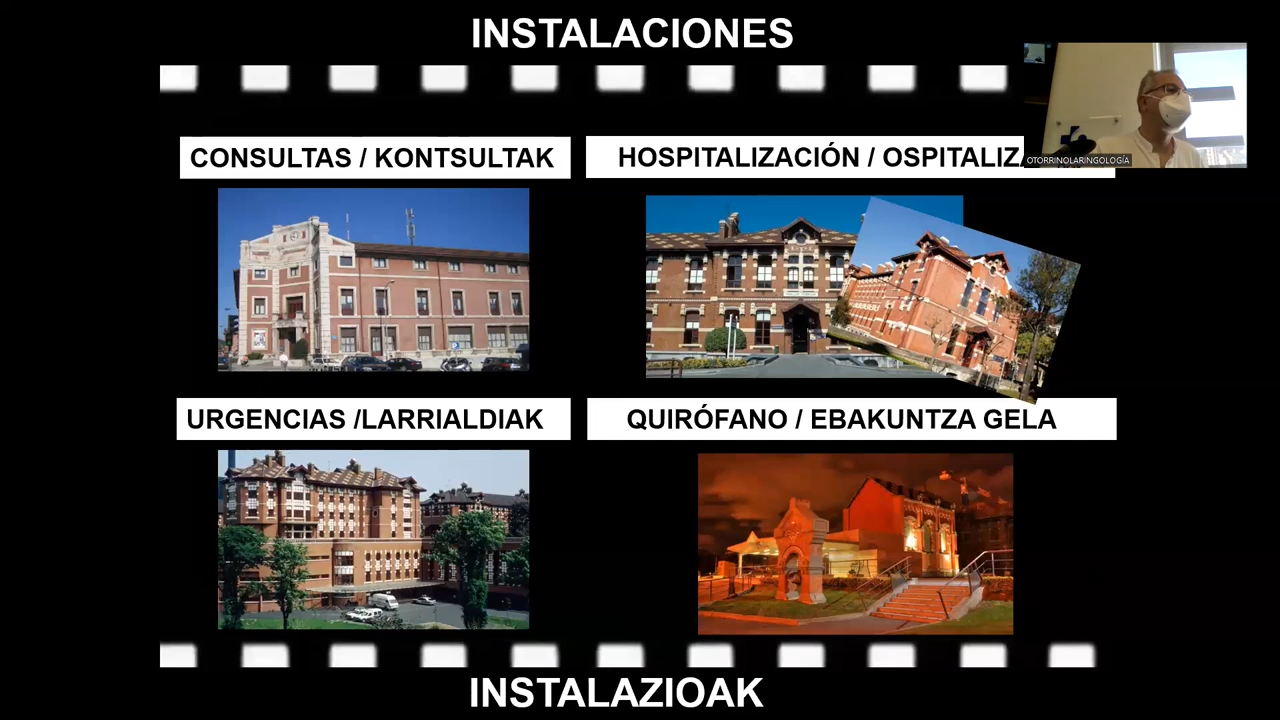 INSTALACIONES
CONSULTAS / KONTSULTAK
HOSPITALIZACIÓN / OSPITALIZ
OTORRINOLARINGOLOGÍA
URGENCIAS /LARRIALDIAK
QUIRÓFANO / EBAKUNTZA GELA
INSTALAZIOAK